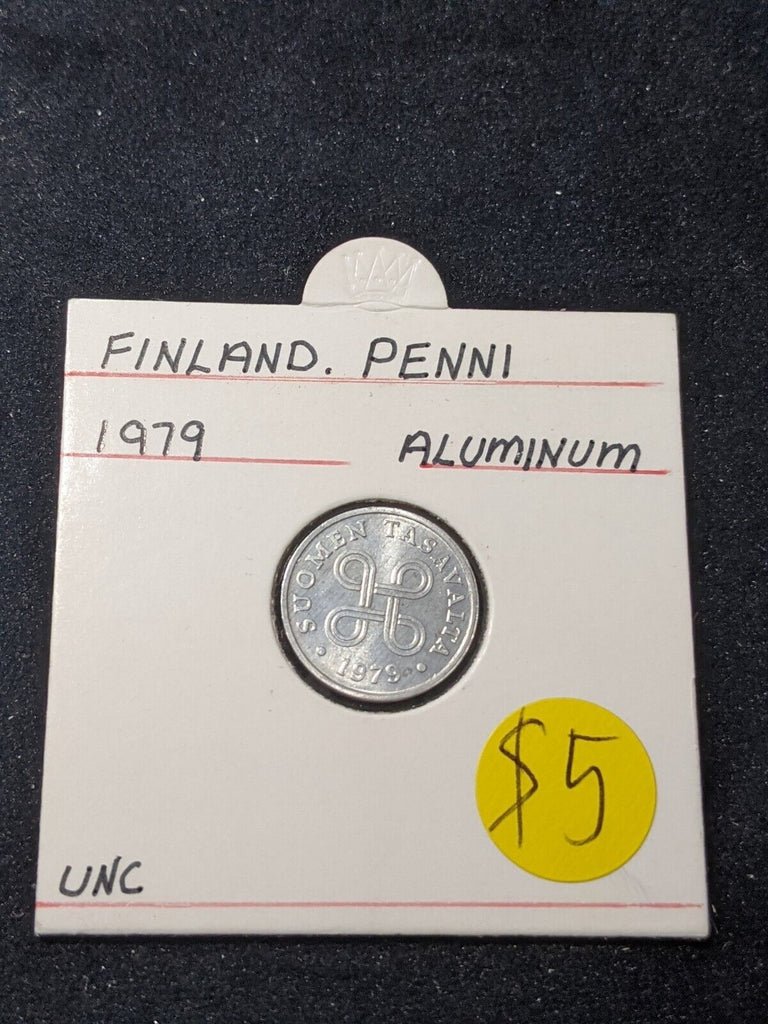 FINLAND. PENNI
1979 ALUMINUM
SUOMEN TASAVALTA
• 1979 •
$5
UNC